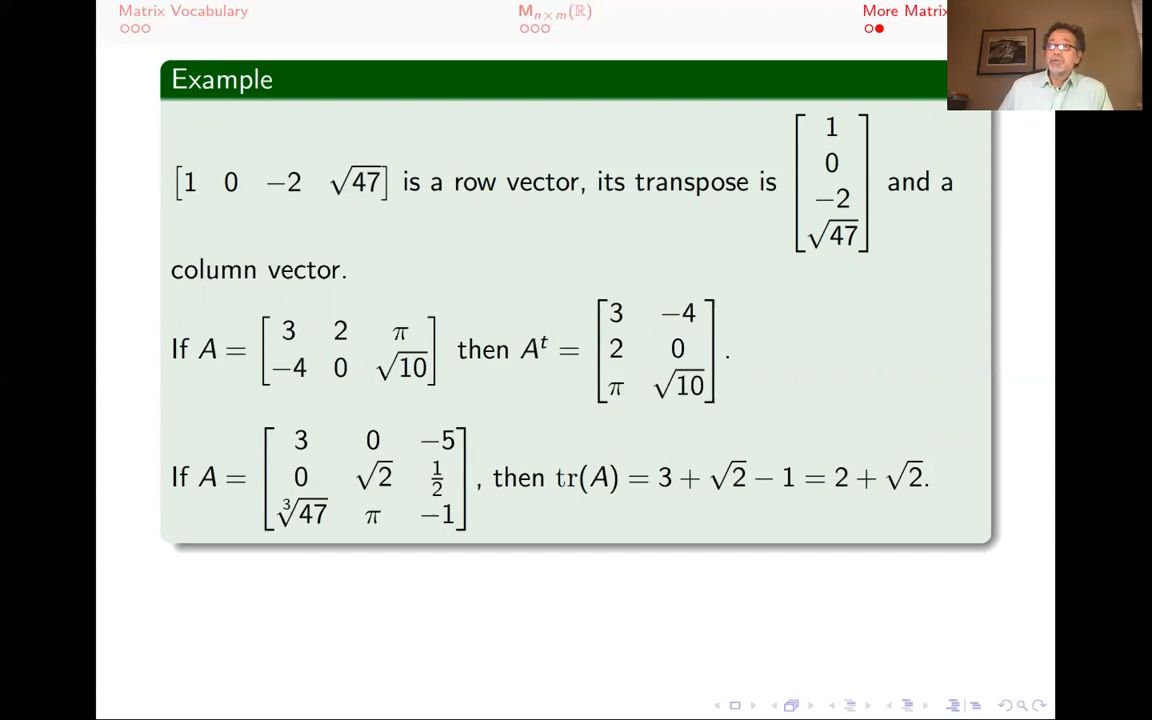 Matrix Vocabulary
M_{n×m}(ℝ)
More Matrix
Example
[1 0 −2 √47] is a row vector, its transpose is [1; 0; −2; √47] and a
column vector.
If A = [3 2 π; −4 0 √10] then Aᵗ = [3 −4; 2 0; π √10].
If A = [3 0 −5; 0 √2 1/2; ∛47 π −1], then tr(A) = 3 + √2 − 1 = 2 + √2.